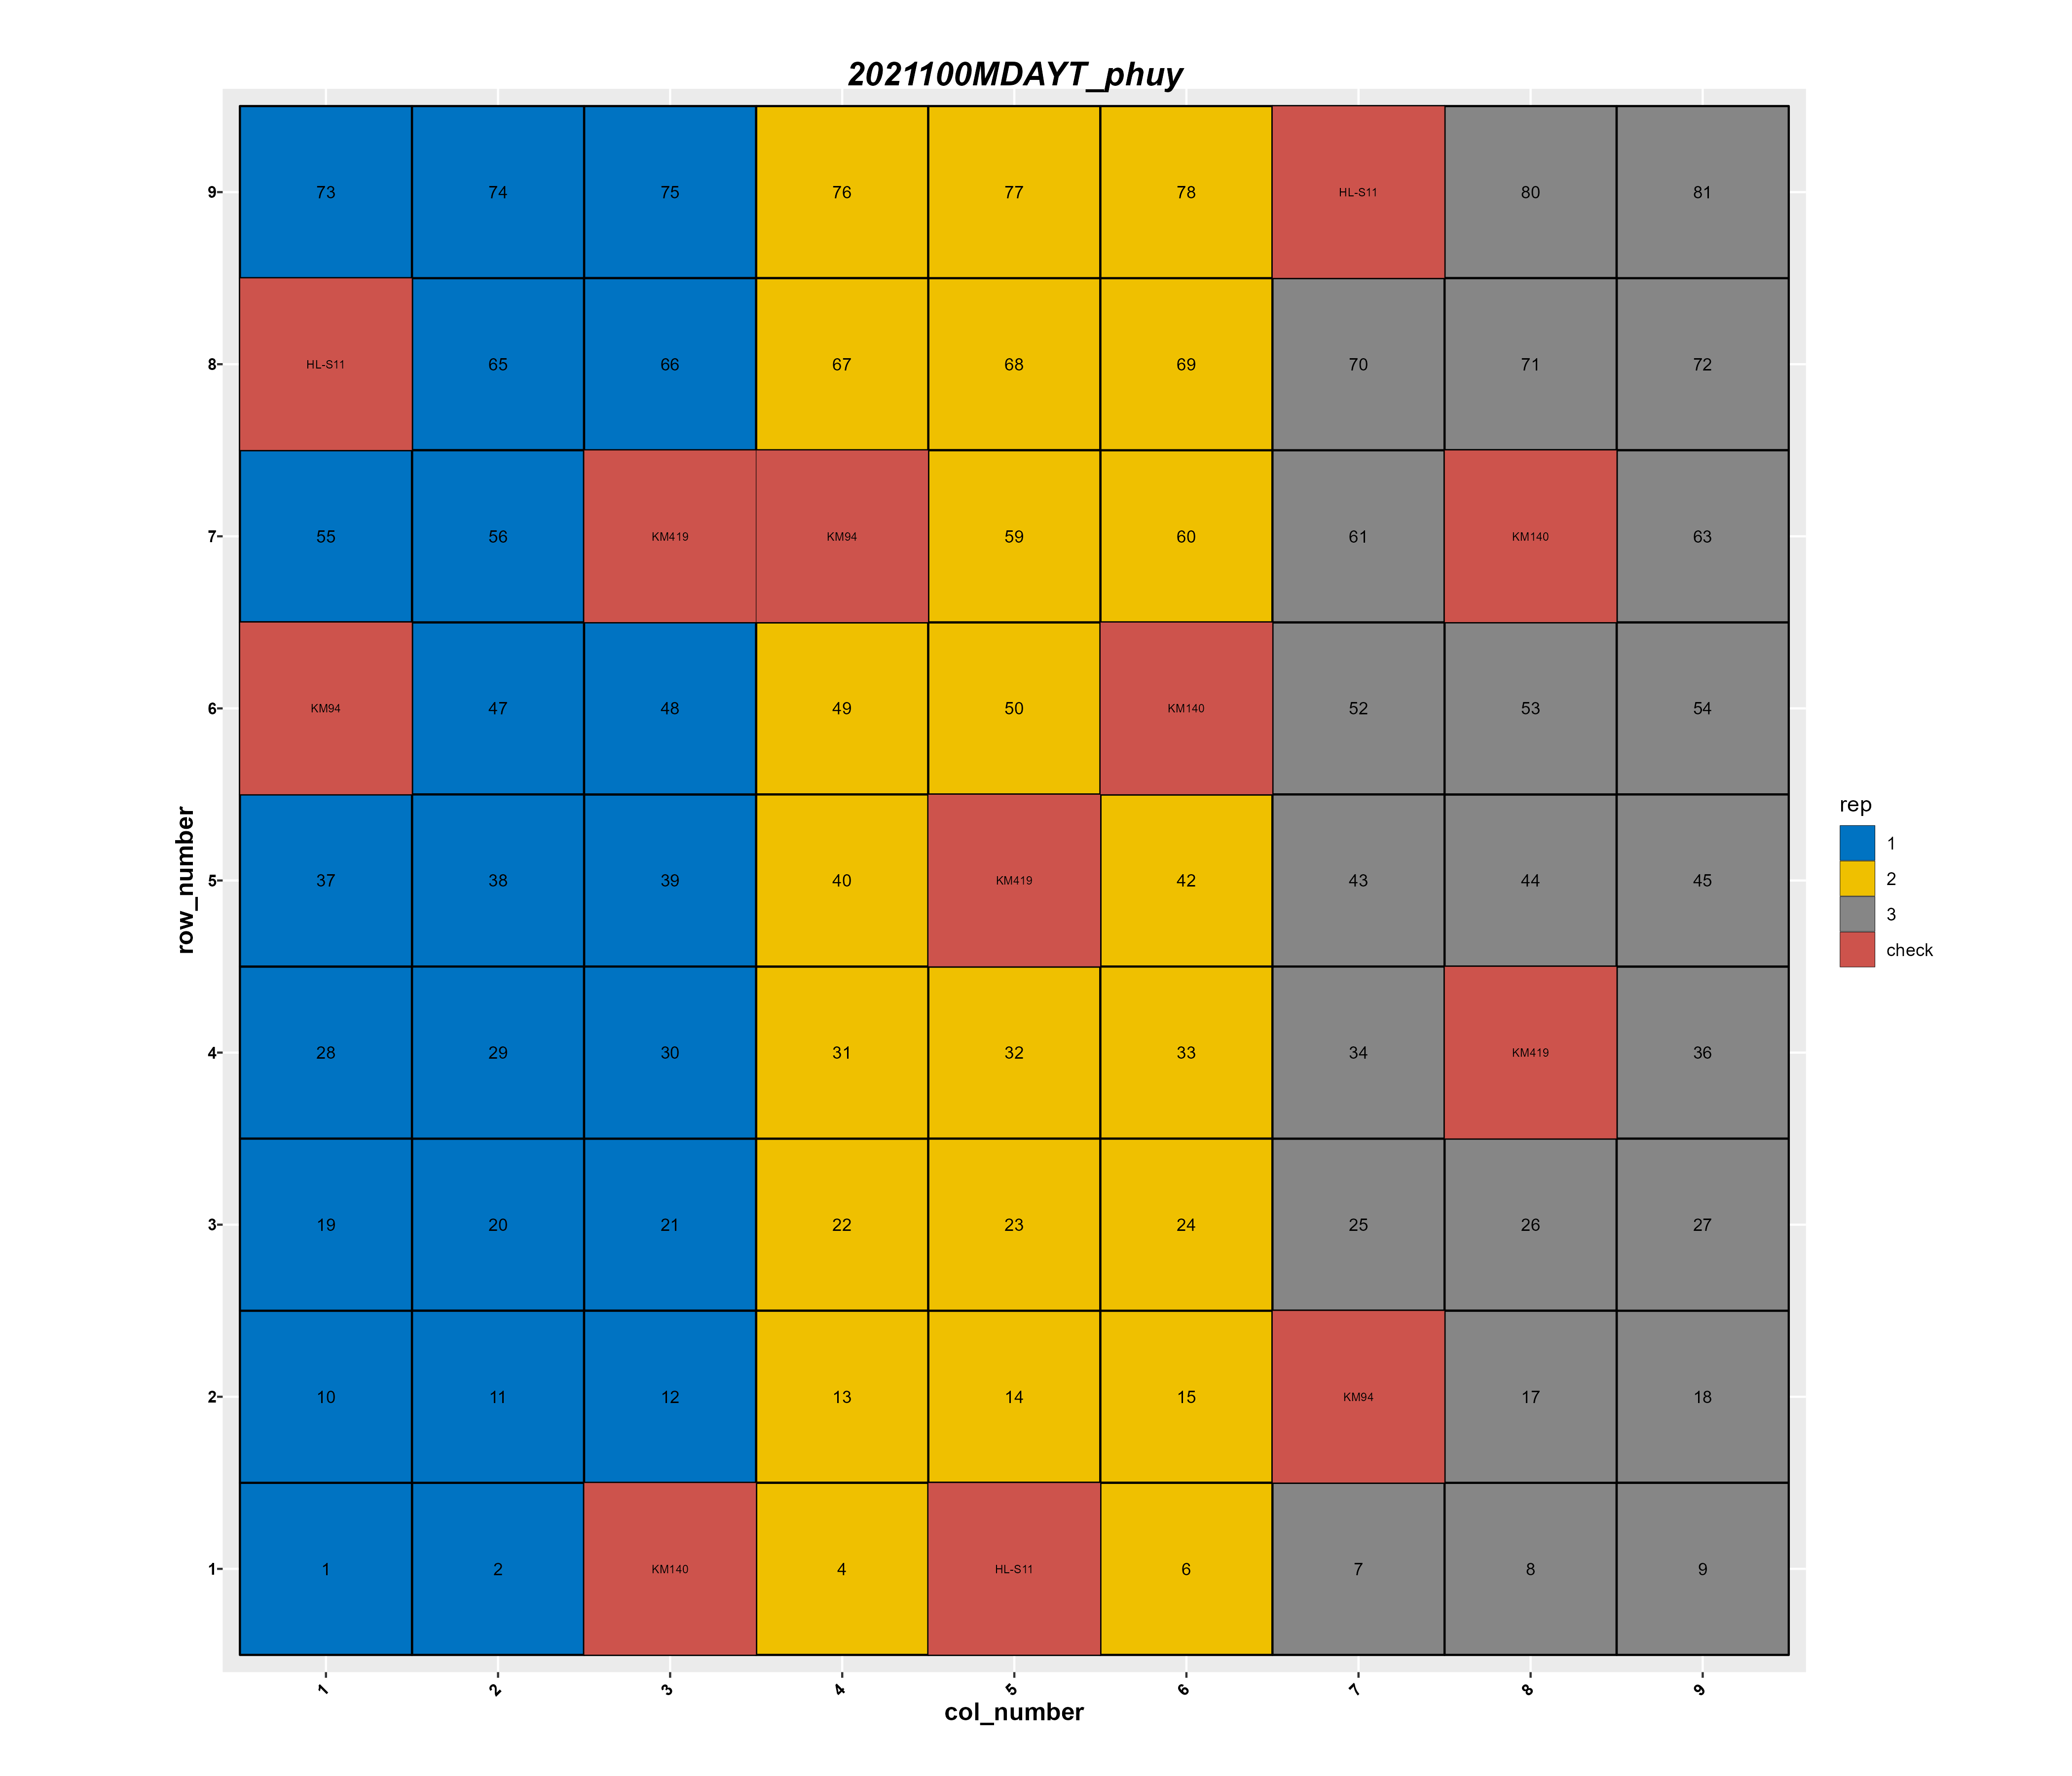 2021100MDAYT_phuy
9 73 74 75 76 77 78 HL-S11 80 81
8 HL-S11 65 66 67 68 69 70 71 72
7 55 56 KM419 KM94 59 60 61 KM140 63
6 KM94 47 48 49 50 KM140 52 53 54
5 37 38 39 40 KM419 42 43 44 45
4 28 29 30 31 32 33 34 KM419 36
3 19 20 21 22 23 24 25 26 27
2 10 11 12 13 14 15 KM94 17 18
1 1 2 KM140 4 HL-S11 6 7 8 9
1 2 3 4 5 6 7 8 9
col_number
row_number
rep
1
2
3
check